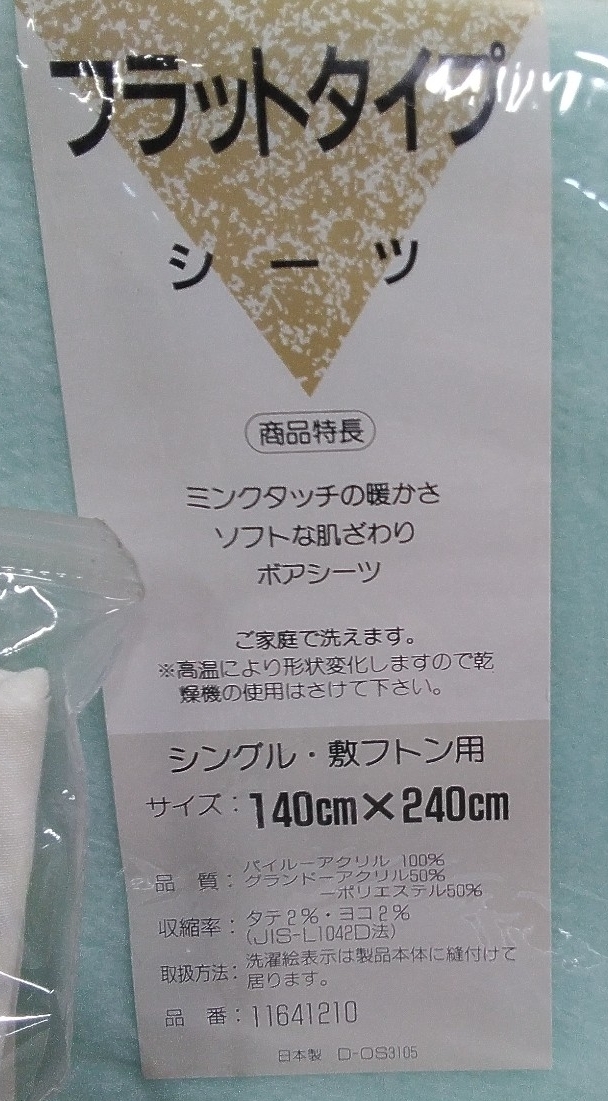 フラットタイプ
シーツ
商品特長
ミンクタッチの暖かさ
ソフトな肌ざわり
ボアシーツ
ご家庭で洗えます。
※高温により形状変化しますので乾
燥機の使用はさけて下さい。
シングル・敷フトン用
サイズ：140cm×240cm
品 質：パイルーアクリル 100%
グランドーアクリル50%
ーポリエステル50%
収縮率：タテ2%・ヨコ2%
(JIS-L1042D法)
取扱方法：洗濯絵表示は製品本体に縫付けて
居ります。
品 番：11641210
日本製 D-OS3105